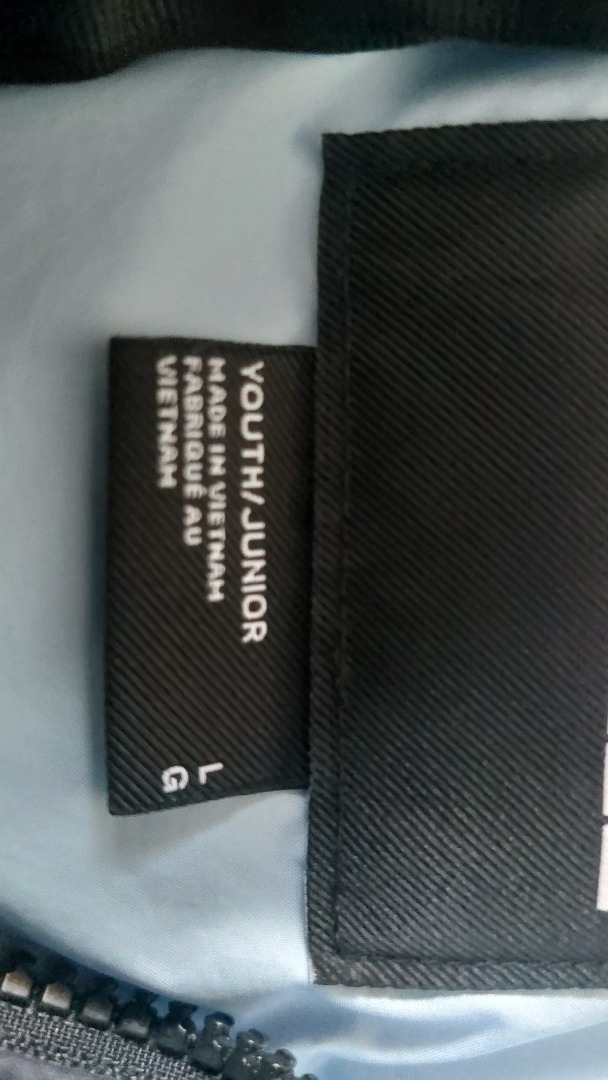 YOUTH/JUNIOR
MADE IN VIETNAM
FABRIQUÉ AU
VIETNAM
L
G